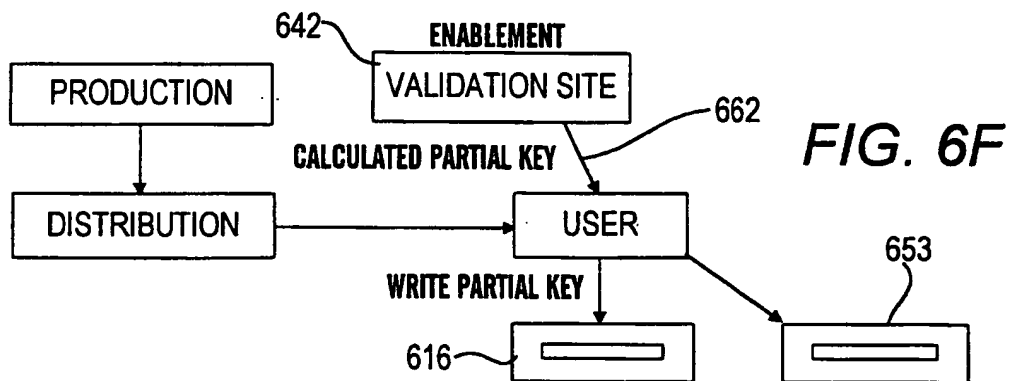 642
ENABLEMENT
PRODUCTION
VALIDATION SITE
662
CALCULATED PARTIAL KEY
FIG. 6F
DISTRIBUTION
USER
653
WRITE PARTIAL KEY
616